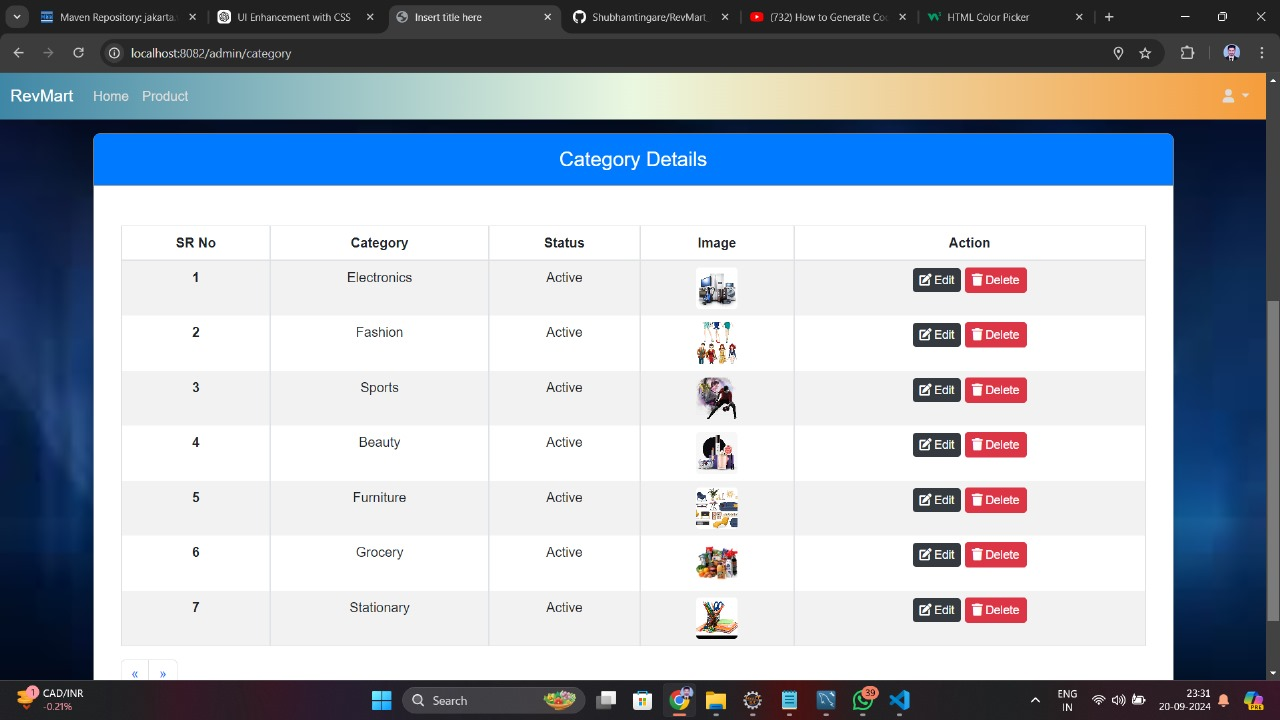 Maven Repository: jakarta.
UI Enhancement with CSS
Insert title here
Shubhamtingare/RevMart
(732) How to Generate Co
HTML Color Picker
localhost:8082/admin/category
RevMart Home Product
Category Details
SR No Category Status Image Action
1 Electronics Active Edit Delete
2 Fashion Active Edit Delete
3 Sports Active Edit Delete
4 Beauty Active Edit Delete
5 Furniture Active Edit Delete
6 Grocery Active Edit Delete
7 Stationary Active Edit Delete
« »
1 CAD/INR
-0.21%
Search
39
ENG
IN
23:31
20-09-2024
PRE